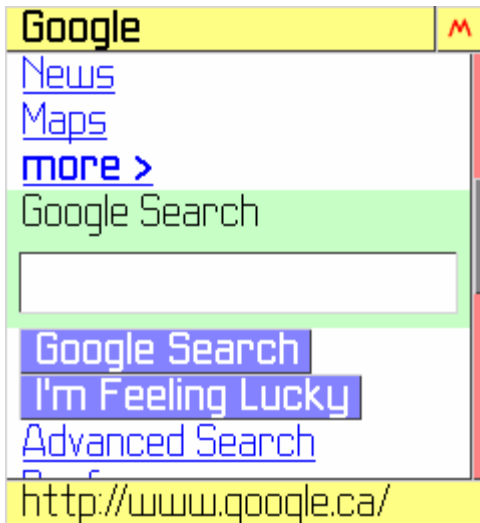 Google
News
Maps
more >
Google Search
Google Search
I'm Feeling Lucky
Advanced Search
http://www.google.ca/